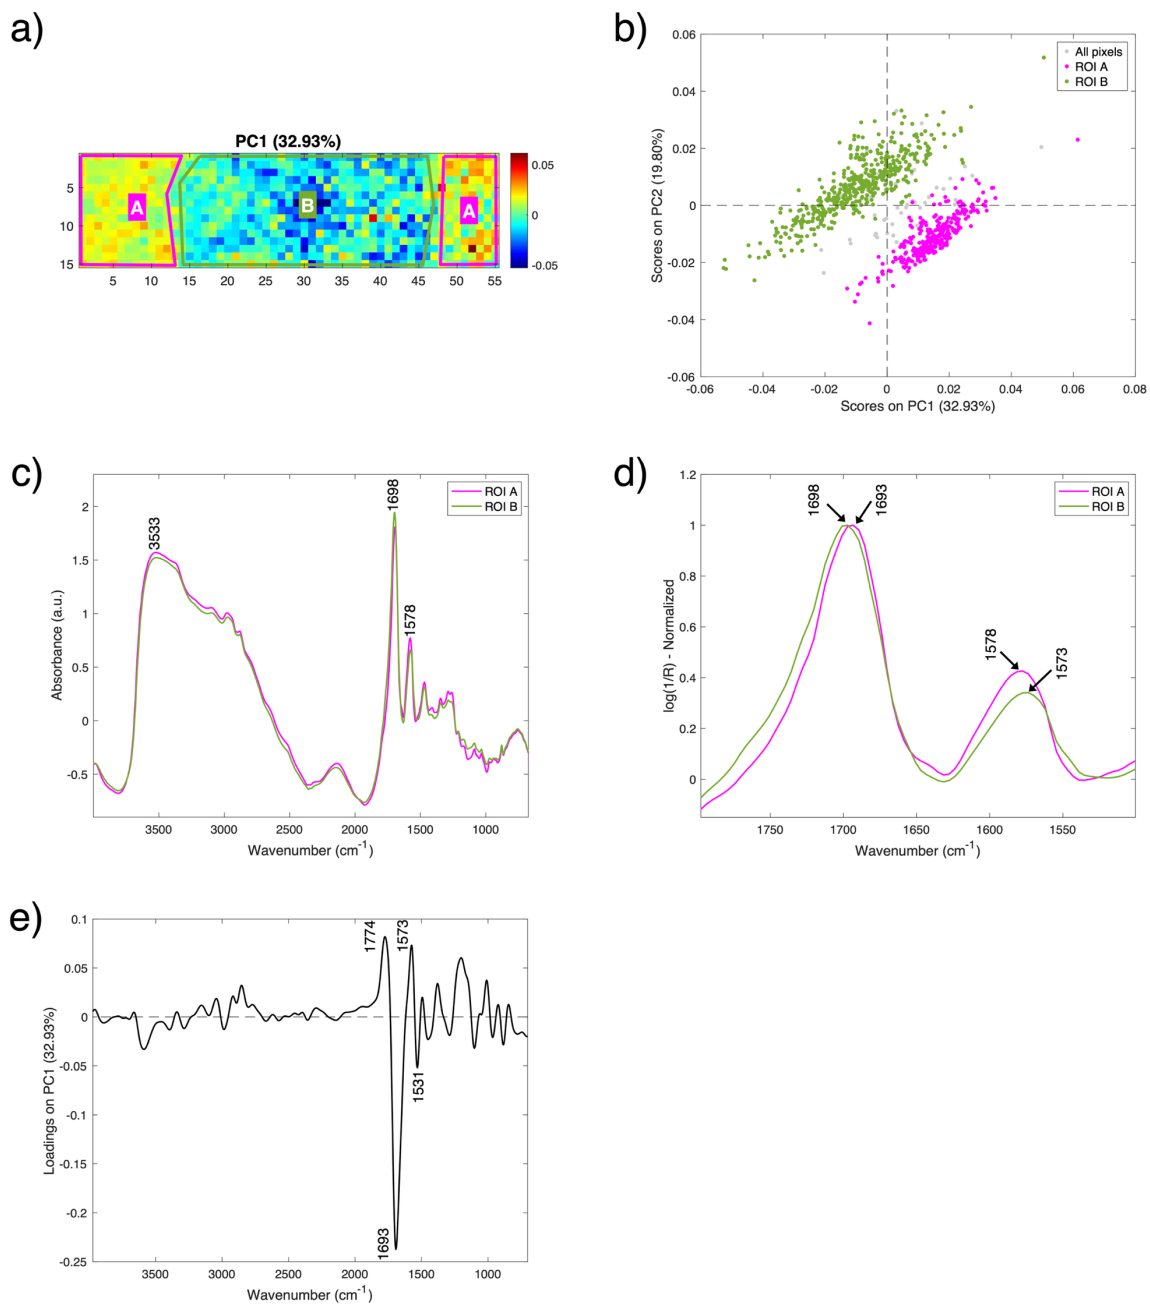 a)
PC1 (32.93%)
A
B
A
5
10
15
5 10 15 20 25 30 35 40 45 50 55
0.05
0
-0.05
b)
0.06
0.04
0.02
0
-0.02
-0.04
-0.06
-0.06 -0.04 -0.02 0 0.02 0.04 0.06 0.08
Scores on PC2 (19.80%)
Scores on PC1 (32.93%)
All pixels
ROI A
ROI B
c)
2
1.5
1
0.5
0
-0.5
3500 3000 2500 2000 1500 1000
Absorbance (a.u.)
Wavenumber (cm-1)
3533
1698
1578
ROI A
ROI B
d)
1.2
1
0.8
0.6
0.4
0.2
0
1750 1700 1650 1600 1550
log(1/R) - Normalized
Wavenumber (cm-1)
1698
1693
1578
1573
ROI A
ROI B
e)
0.1
0.05
0
-0.05
-0.1
-0.15
-0.2
-0.25
3500 3000 2500 2000 1500 1000
Loadings on PC1 (32.93%)
Wavenumber (cm-1)
1774
1573
1531
1693